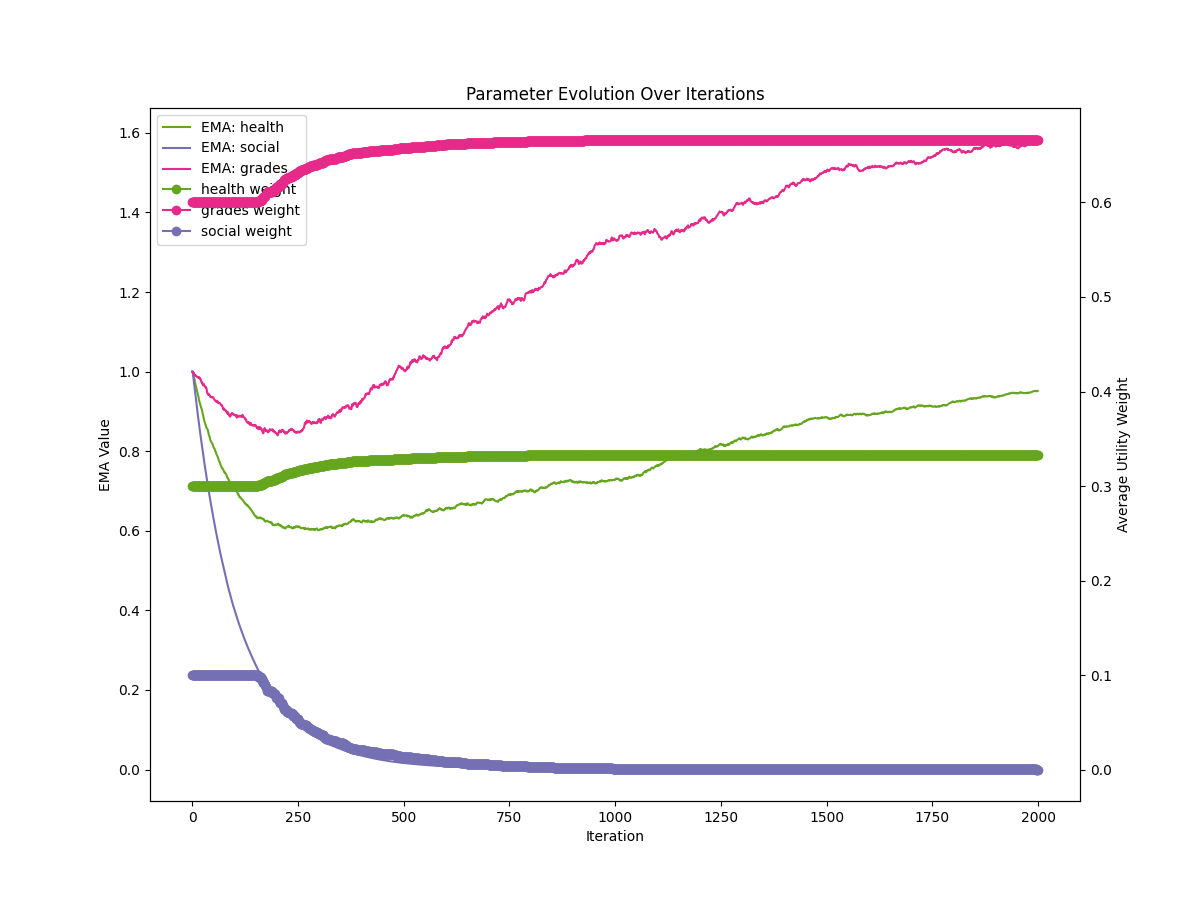 Parameter Evolution Over Iterations
EMA: health
EMA: social
EMA: grades
health weight
grades weight
social weight
1.6
1.4
1.2
1.0
0.8
0.6
0.4
0.2
0.0
EMA Value
0.6
0.5
0.4
0.3
0.2
0.1
0.0
Average Utility Weight
0 250 500 750 1000 1250 1500 1750 2000
Iteration